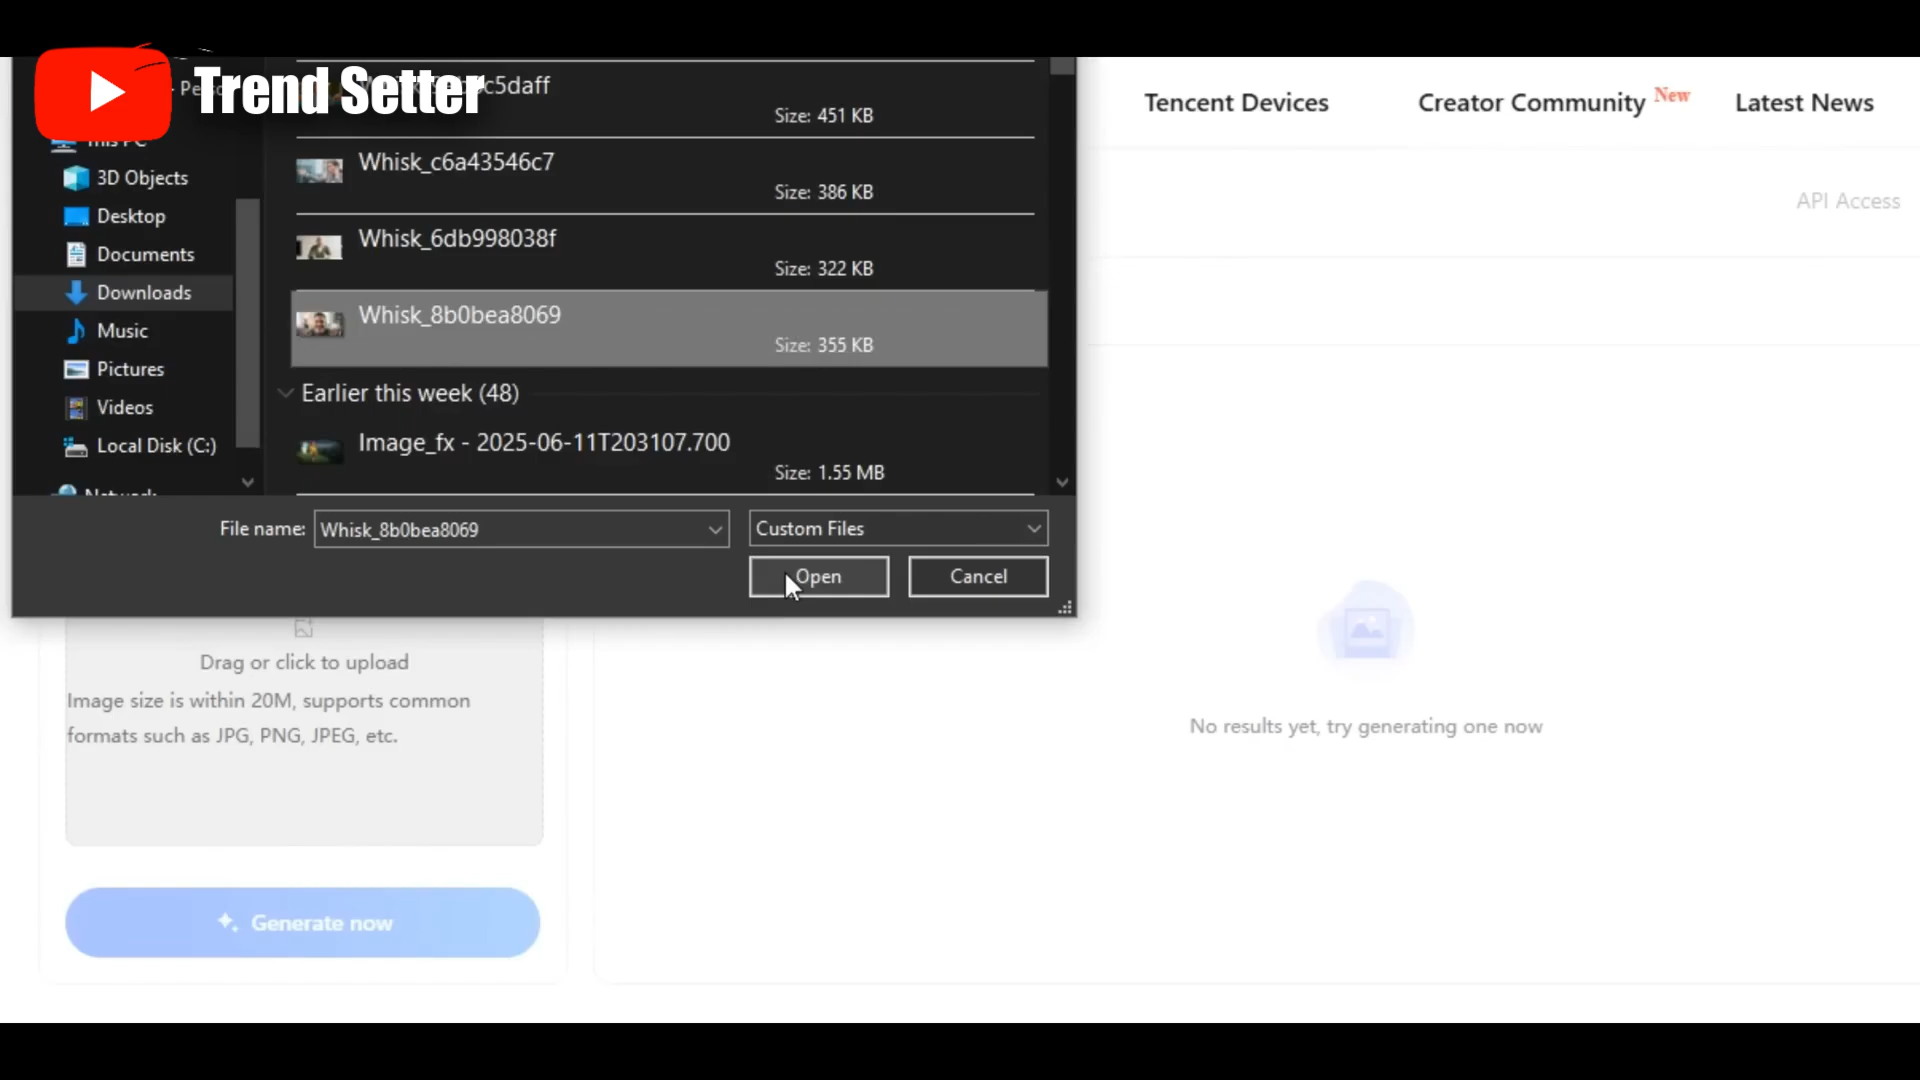 Trend Setter
Tencent Devices
Creator Community New
Latest News
Size: 451 KB
3D Objects
Desktop
Documents
Downloads
Music
Pictures
Videos
Local Disk (C:)
Whisk_c6a43546c7
Size: 386 KB
Whisk_6db998038f
Size: 322 KB
Whisk_8b0bea8069
Size: 355 KB
Earlier this week (48)
Image_fx - 2025-06-11T203107.700
Size: 1.55 MB
API Access
File name:
Whisk_8b0bea8069
Custom Files
Open
Cancel
Drag or click to upload
Image size is within 20M, supports common
formats such as JPG, PNG, JPEG, etc.
Generate now
No results yet, try generating one now